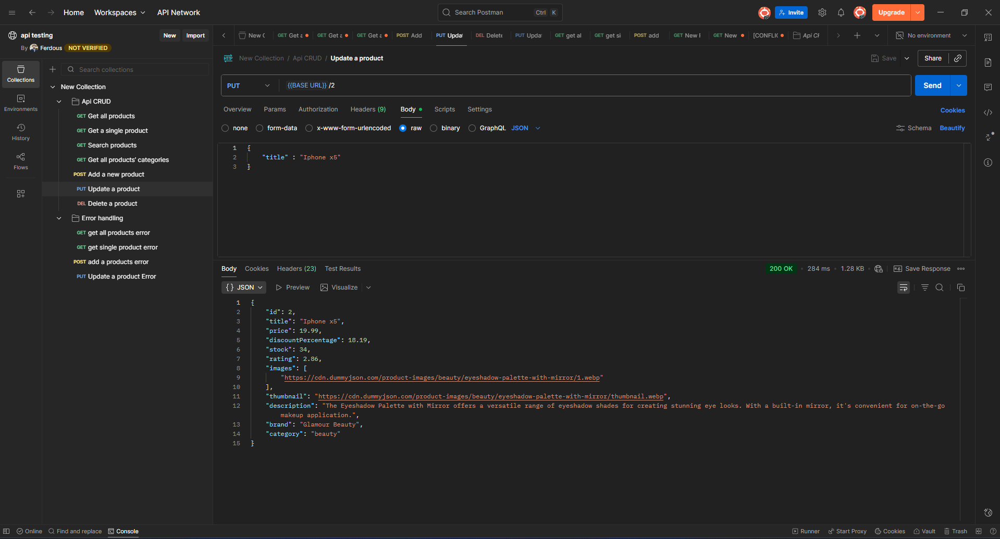 Home Workspaces API Network Search Postman Ctrl K Invite Upgrade
api testing New Import
By Ferdous NOT VERIFIED
New C GET Get a GET Get a GET Get a POST Add PUT Upda DEL Delete PUT Updat GET get al GET get si POST add GET New F GET New [CONFLIC Api CF No environment
Collections
Environments
History
Flows
Search collections
New Collection
Api CRUD
GET Get all products
GET Get a single product
GET Search products
GET Get all products’ categories
POST Add a new product
PUT Update a product
DEL Delete a product
Error handling
GET get all products error
GET get single product error
POST add a products error
PUT Update a product Error
HTTP New Collection / Api CRUD / Update a product Save Share
PUT {{BASE URL}} /2 Send
Overview Params Authorization Headers (9) Body Scripts Settings Cookies
none form-data x-www-form-urlencoded raw binary GraphQL JSON Schema Beautify
1 {
2 "title" : "Iphone x5"
3 }
Body Cookies Headers (23) Test Results 200 OK • 284 ms • 1.28 KB • e.g. Save Response
{} JSON Preview Visualize
1 {
2 "id": 2,
3 "title": "Iphone x5",
4 "price": 19.99,
5 "discountPercentage": 18.19,
6 "stock": 34,
7 "rating": 2.86,
8 "images": [
9 "https://cdn.dummyjson.com/product-images/beauty/eyeshadow-palette-with-mirror/1.webp"
10 ],
11 "thumbnail": "https://cdn.dummyjson.com/product-images/beauty/eyeshadow-palette-with-mirror/thumbnail.webp",
12 "description": "The Eyeshadow Palette with Mirror offers a versatile range of eyeshadow shades for creating stunning eye looks. With a built-in mirror, it's convenient for on-the-go
makeup application.",
13 "brand": "Glamour Beauty",
14 "category": "beauty"
15 }
Online Find and replace Console Runner Start Proxy Cookies Vault Trash